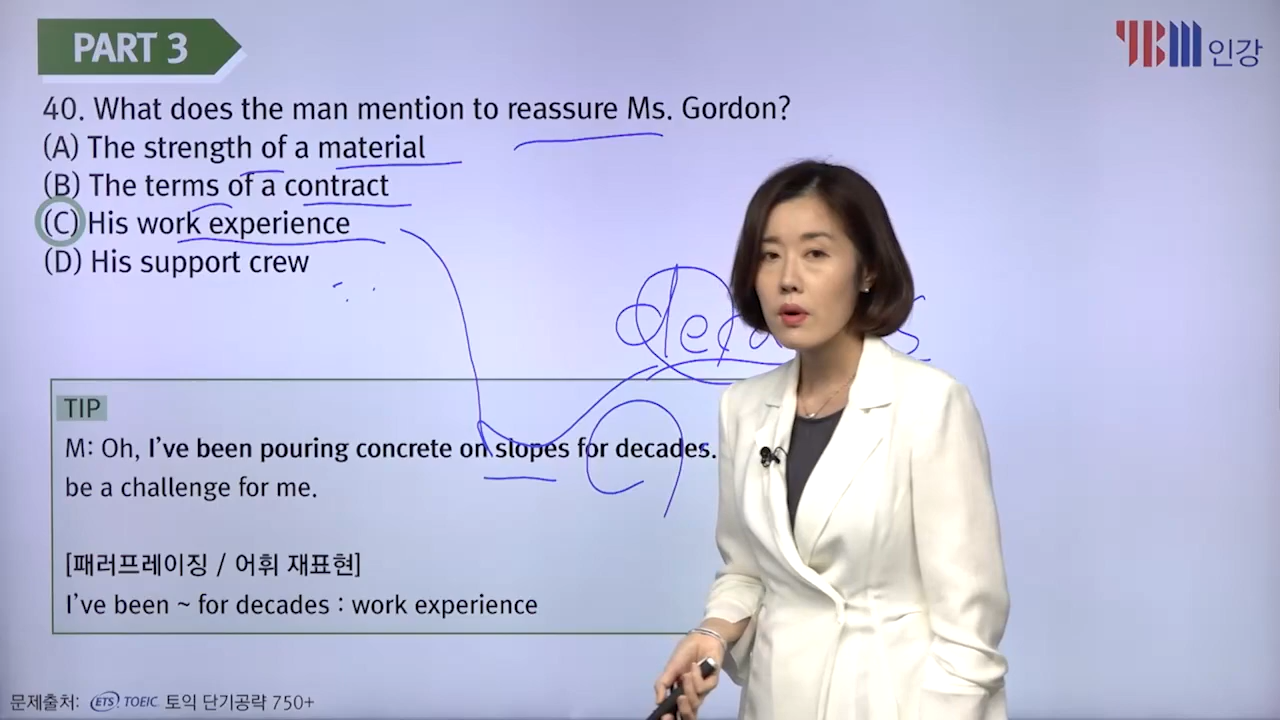 PART 3
YBM 인강
40. What does the man mention to reassure Ms. Gordon?
(A) The strength of a material
(B) The terms of a contract
(C) His work experience
(D) His support crew
TIP
M: Oh, I've been pouring concrete on slopes for decades.
be a challenge for me.
[패러프레이징 / 어휘 재표현]
I've been ~ for decades : work experience
문제출처: ETS TOEIC 토익 단기공략 750+